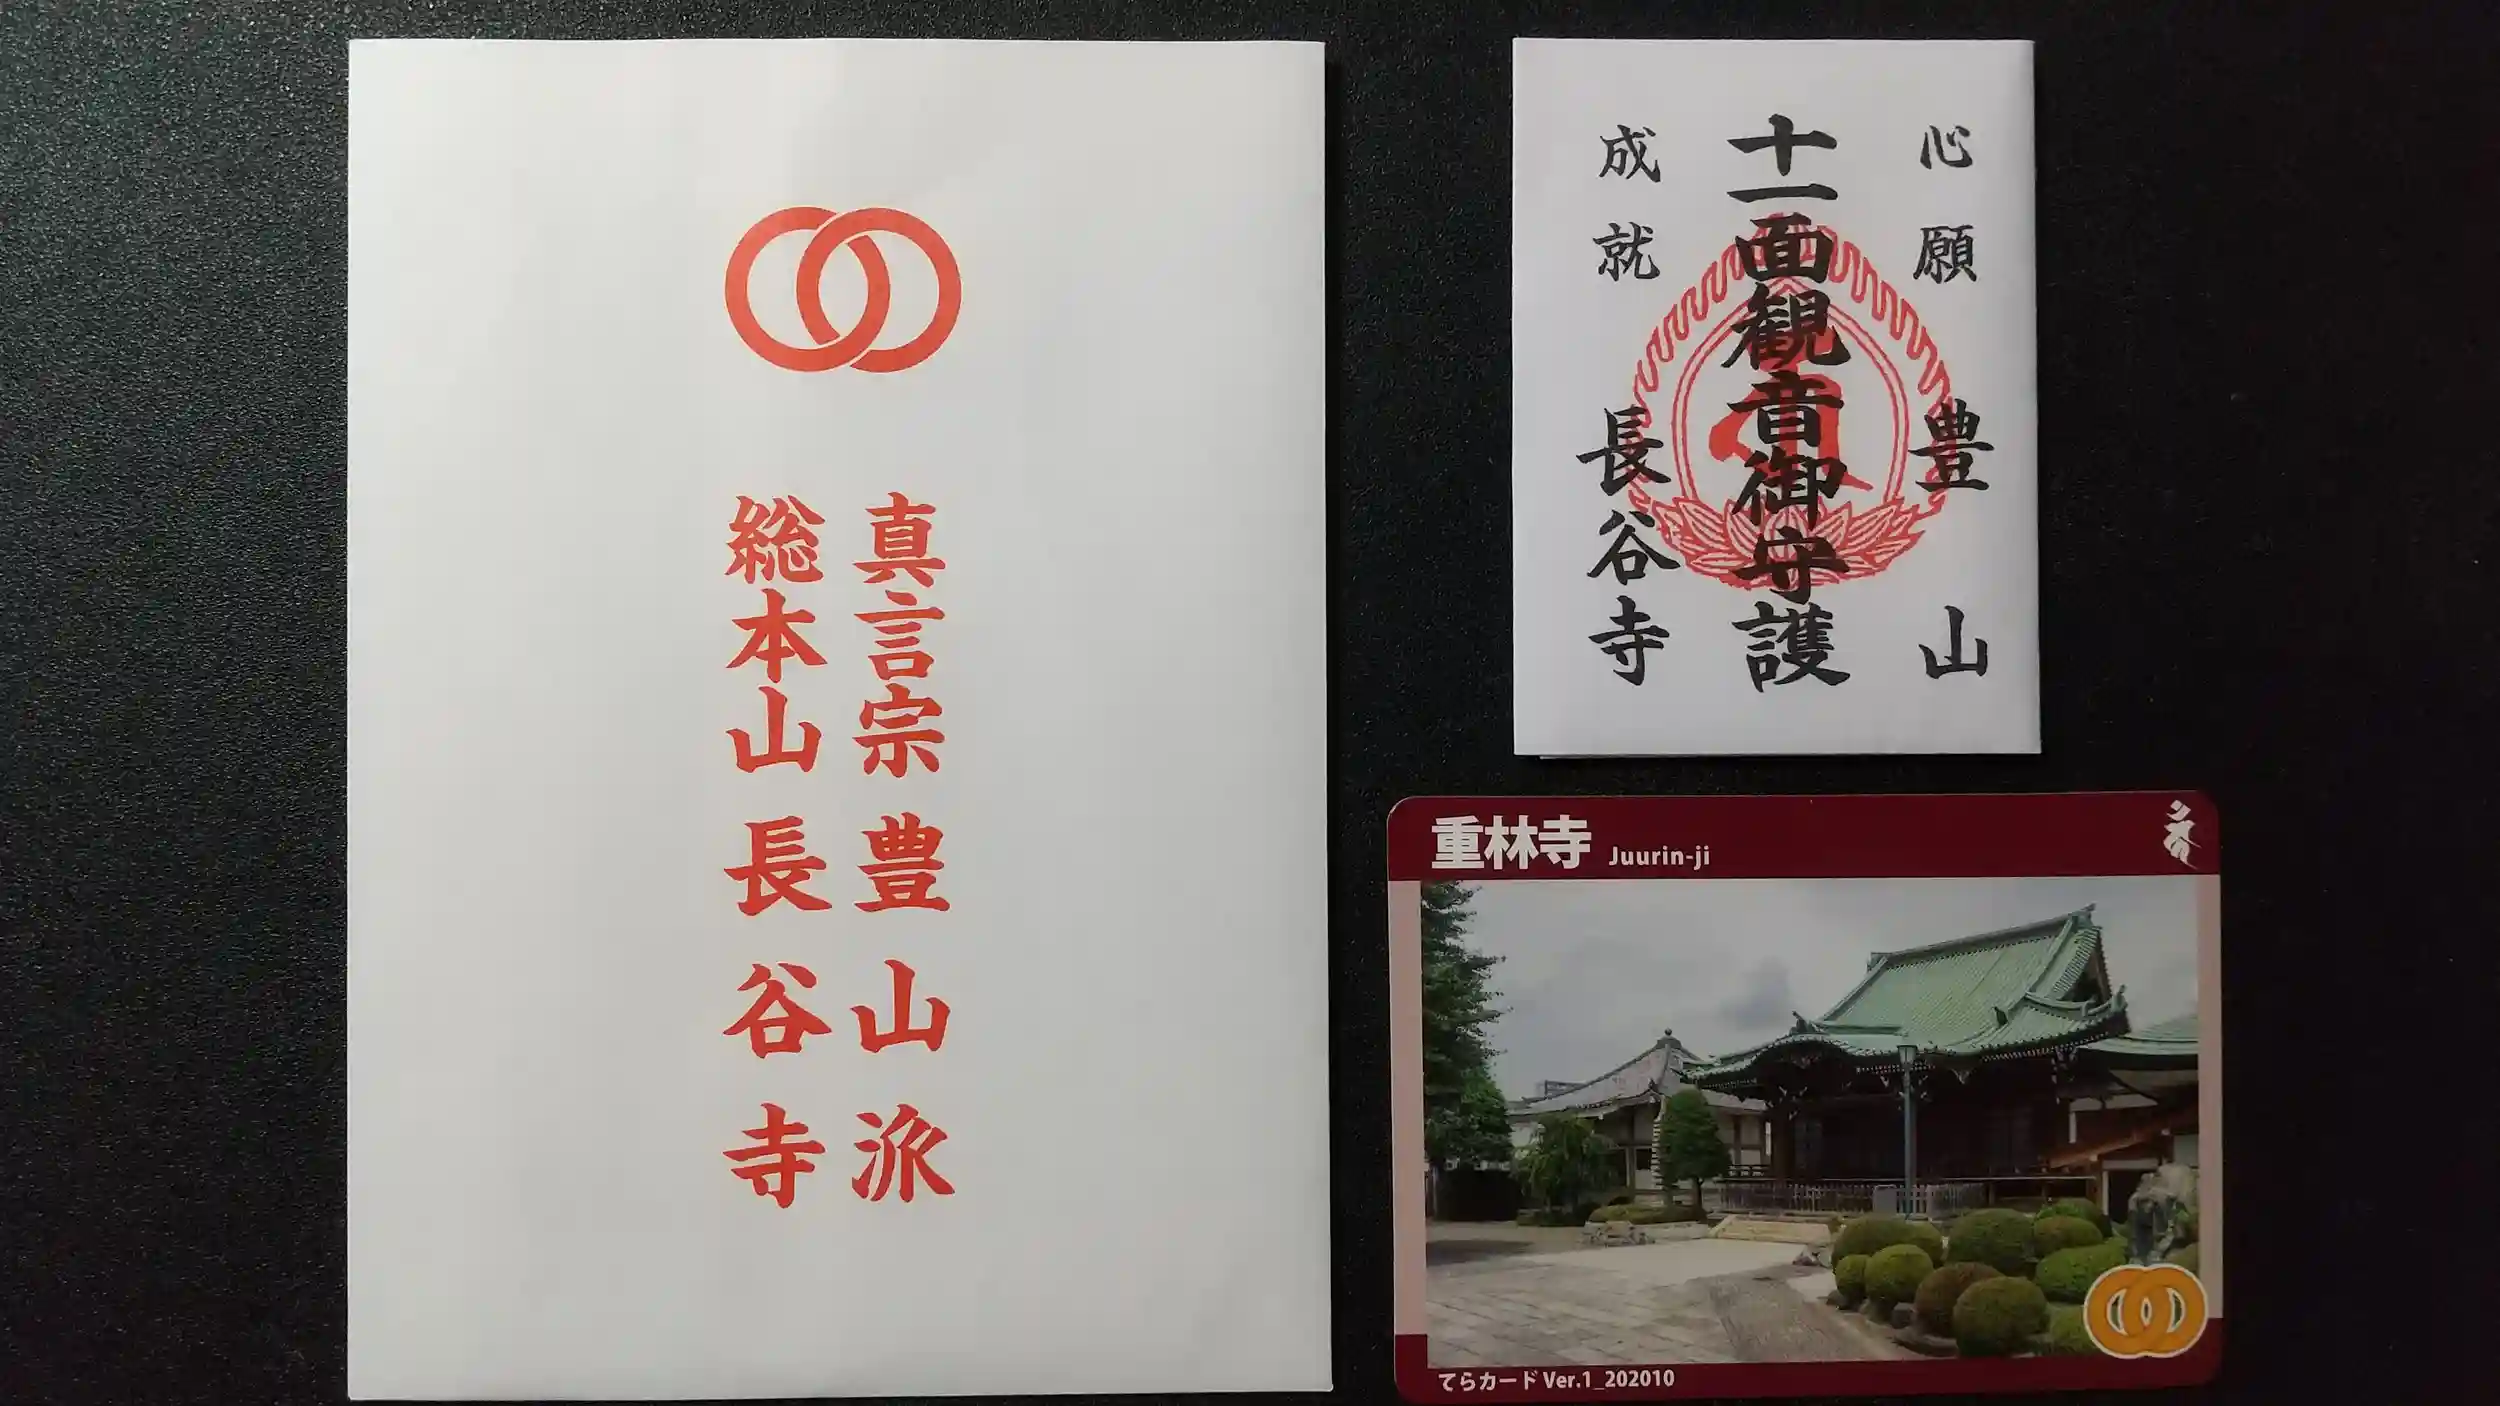 真言宗豊山派
総本山長谷寺
心願
成就
十一面観音御守護
豊山
長谷寺
重林寺 Juurin-ji
てらカード Ver.1_202010